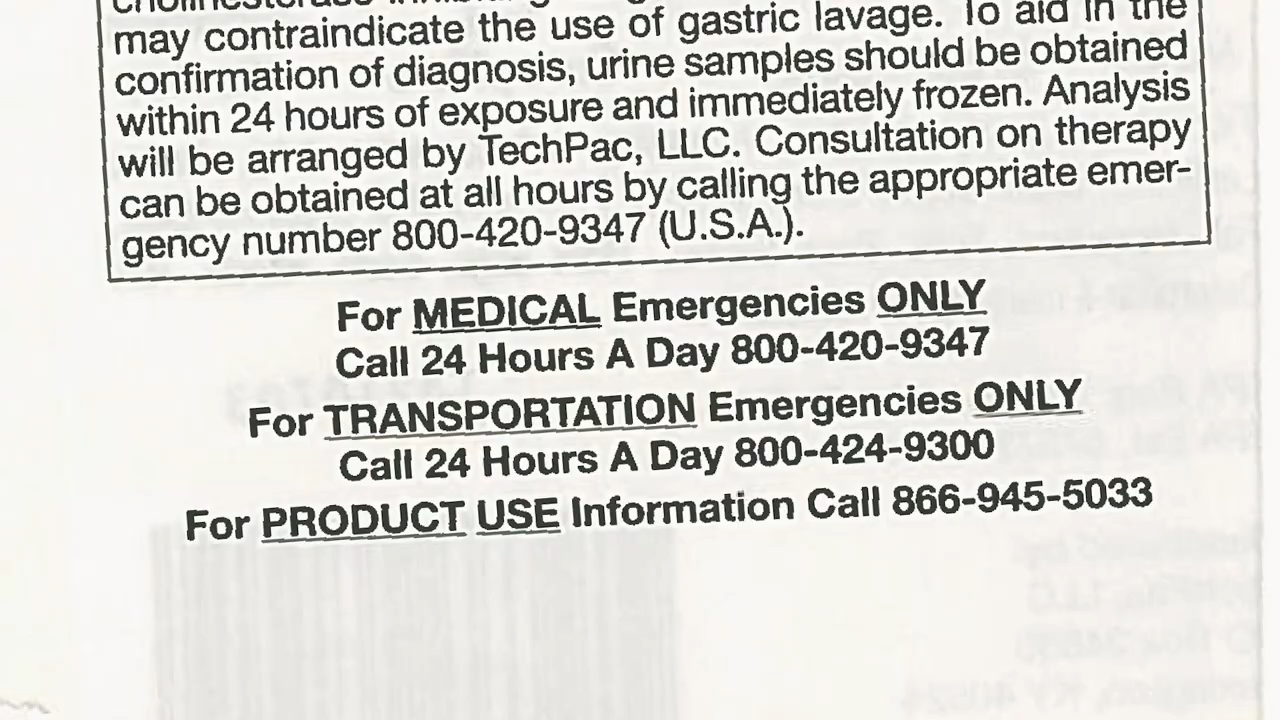 may contraindicate the use of gastric lavage. To aid in the
confirmation of diagnosis, urine samples should be obtained
within 24 hours of exposure and immediately frozen. Analysis
will be arranged by TechPac, LLC. Consultation on therapy
can be obtained at all hours by calling the appropriate emer-
gency number 800-420-9347 (U.S.A.).
For MEDICAL Emergencies ONLY
Call 24 Hours A Day 800-420-9347
For TRANSPORTATION Emergencies ONLY
Call 24 Hours A Day 800-424-9300
For PRODUCT USE Information Call 866-945-5033